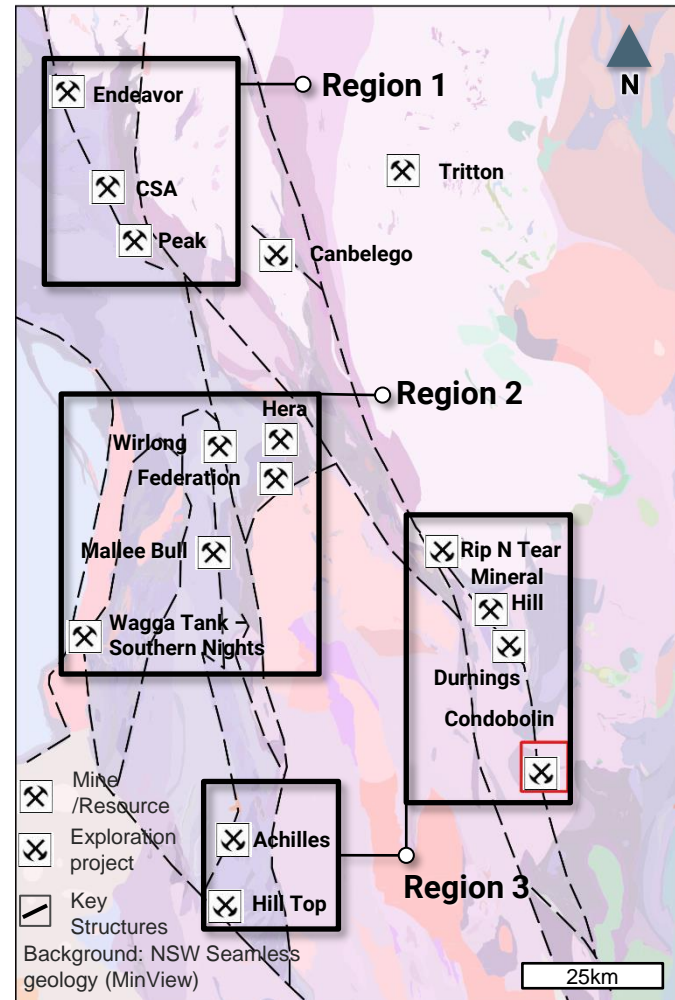 Endeavor
Region 1
N
CSA
Tritton
Peak
Canbelego
Region 2
Hera
Wirlong
Federation
Mallee Bull
Rip N Tear
Mineral
Hill
Wagga Tank –
Southern Nights
Durnings
Condobolin
Mine
/Resource
Exploration
project
Achilles
Region 3
Key
Structures
Hill Top
Background: NSW Seamless
geology (MinView)
25km